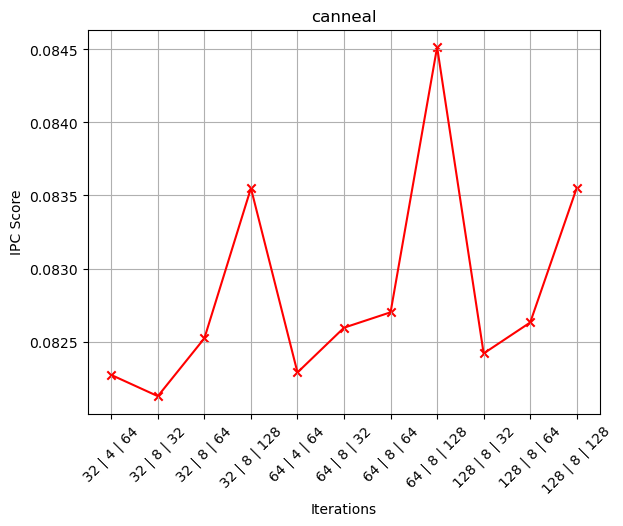 canneal
0.0845
0.0840
0.0835
0.0830
0.0825
IPC Score
32 | 4 | 64
32 | 8 | 32
32 | 8 | 64
32 | 8 | 128
64 | 4 | 64
64 | 8 | 32
64 | 8 | 64
64 | 8 | 128
128 | 8 | 32
128 | 8 | 64
128 | 8 | 128
Iterations